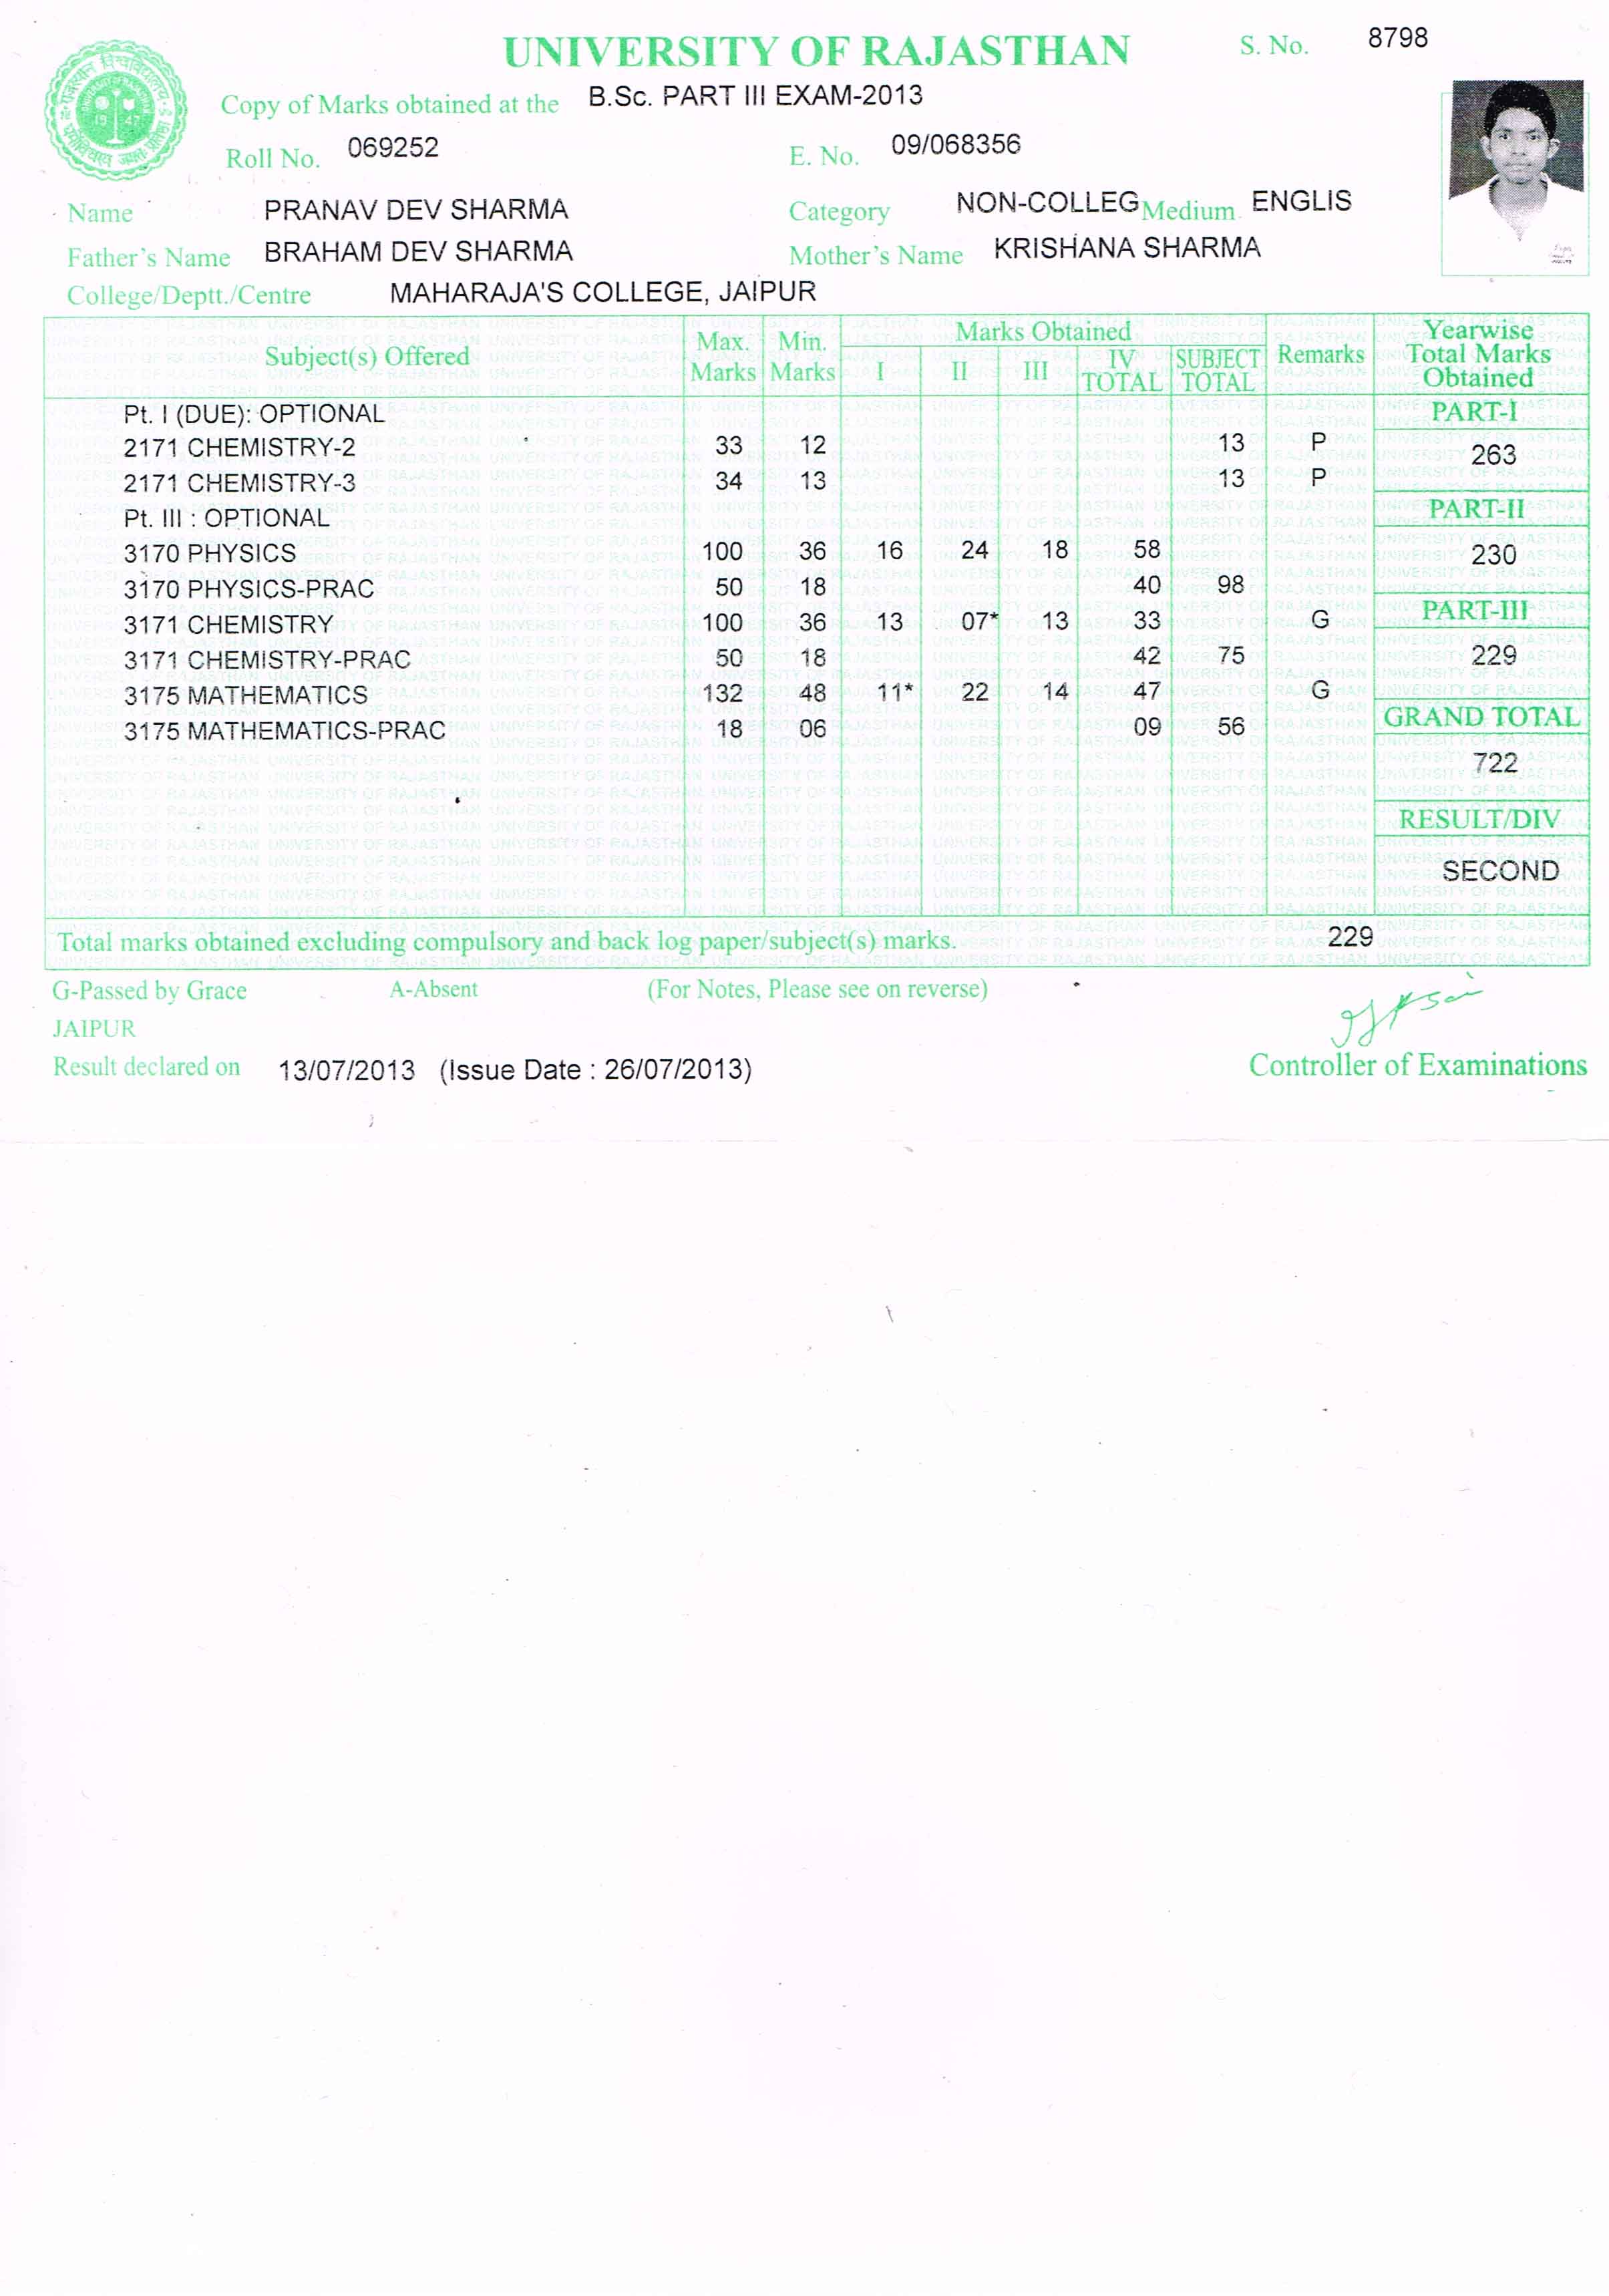 UNIVERSITY OF RAJASTHAN S. No. 8798
Copy of Marks obtained at the B.Sc. PART III EXAM-2013
Roll No. 069252 E. No. 09/068356
Name PRANAV DEV SHARMA Category NON-COLLEG Medium ENGLIS
Father's Name BRAHAM DEV SHARMA Mother's Name KRISHANA SHARMA
College/Deptt./Centre MAHARAJA'S COLLEGE, JAIPUR
Subject(s) Offered Max. Marks Min. Marks Marks Obtained I II III IV TOTAL SUBJECT TOTAL Remarks Yearwise Total Marks Obtained
Pt. I (DUE): OPTIONAL PART-I
2171 CHEMISTRY-2 33 12 13 P 263
2171 CHEMISTRY-3 34 13 13 P
Pt. III : OPTIONAL PART-II
3170 PHYSICS 100 36 16 24 18 58 230
3170 PHYSICS-PRAC 50 18 40 98
3171 CHEMISTRY 100 36 13 07* 13 33 G PART-III
3171 CHEMISTRY-PRAC 50 18 42 75 229
3175 MATHEMATICS 132 48 11* 22 14 47 G
3175 MATHEMATICS-PRAC 18 06 09 56 GRAND TOTAL
722
RESULT/DIV
SECOND
Total marks obtained excluding compulsory and back log paper/subject(s) marks. 229
G-Passed by Grace A-Absent (For Notes, Please see on reverse)
JAIPUR
Result declared on 13/07/2013 (Issue Date : 26/07/2013) Controller of Examinations